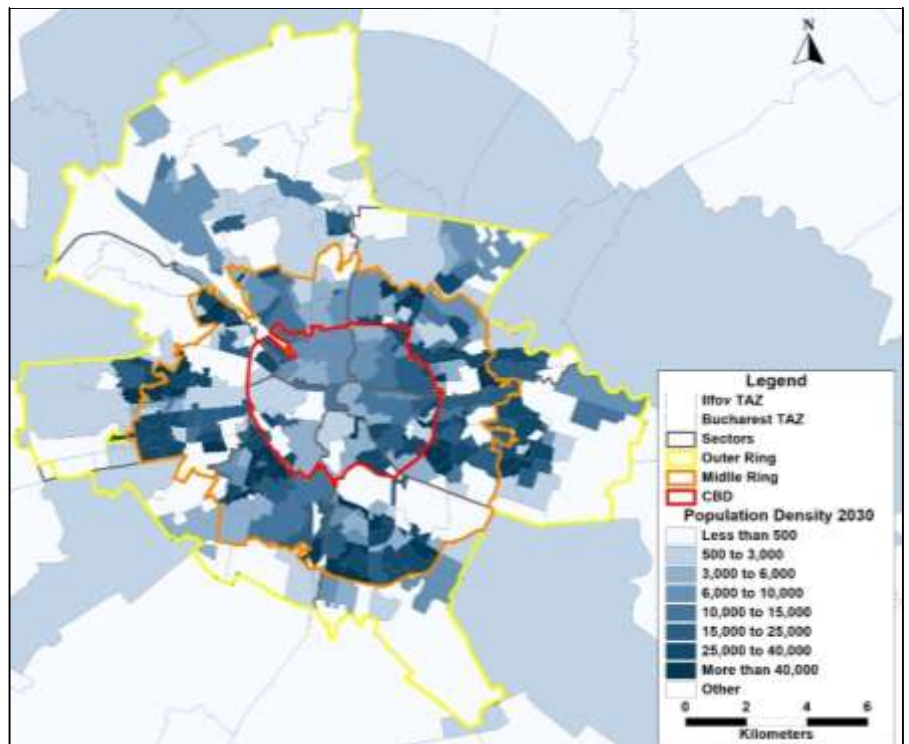 N
Legend
Ilfov TAZ
Bucharest TAZ
Sectors
Outer Ring
Midlle Ring
CBD
Population Density 2030
Less than 500
500 to 3,000
3,000 to 6,000
6,000 to 10,000
10,000 to 15,000
15,000 to 25,000
25,000 to 40,000
More than 40,000
Other
0 2 4 6
Kilometers